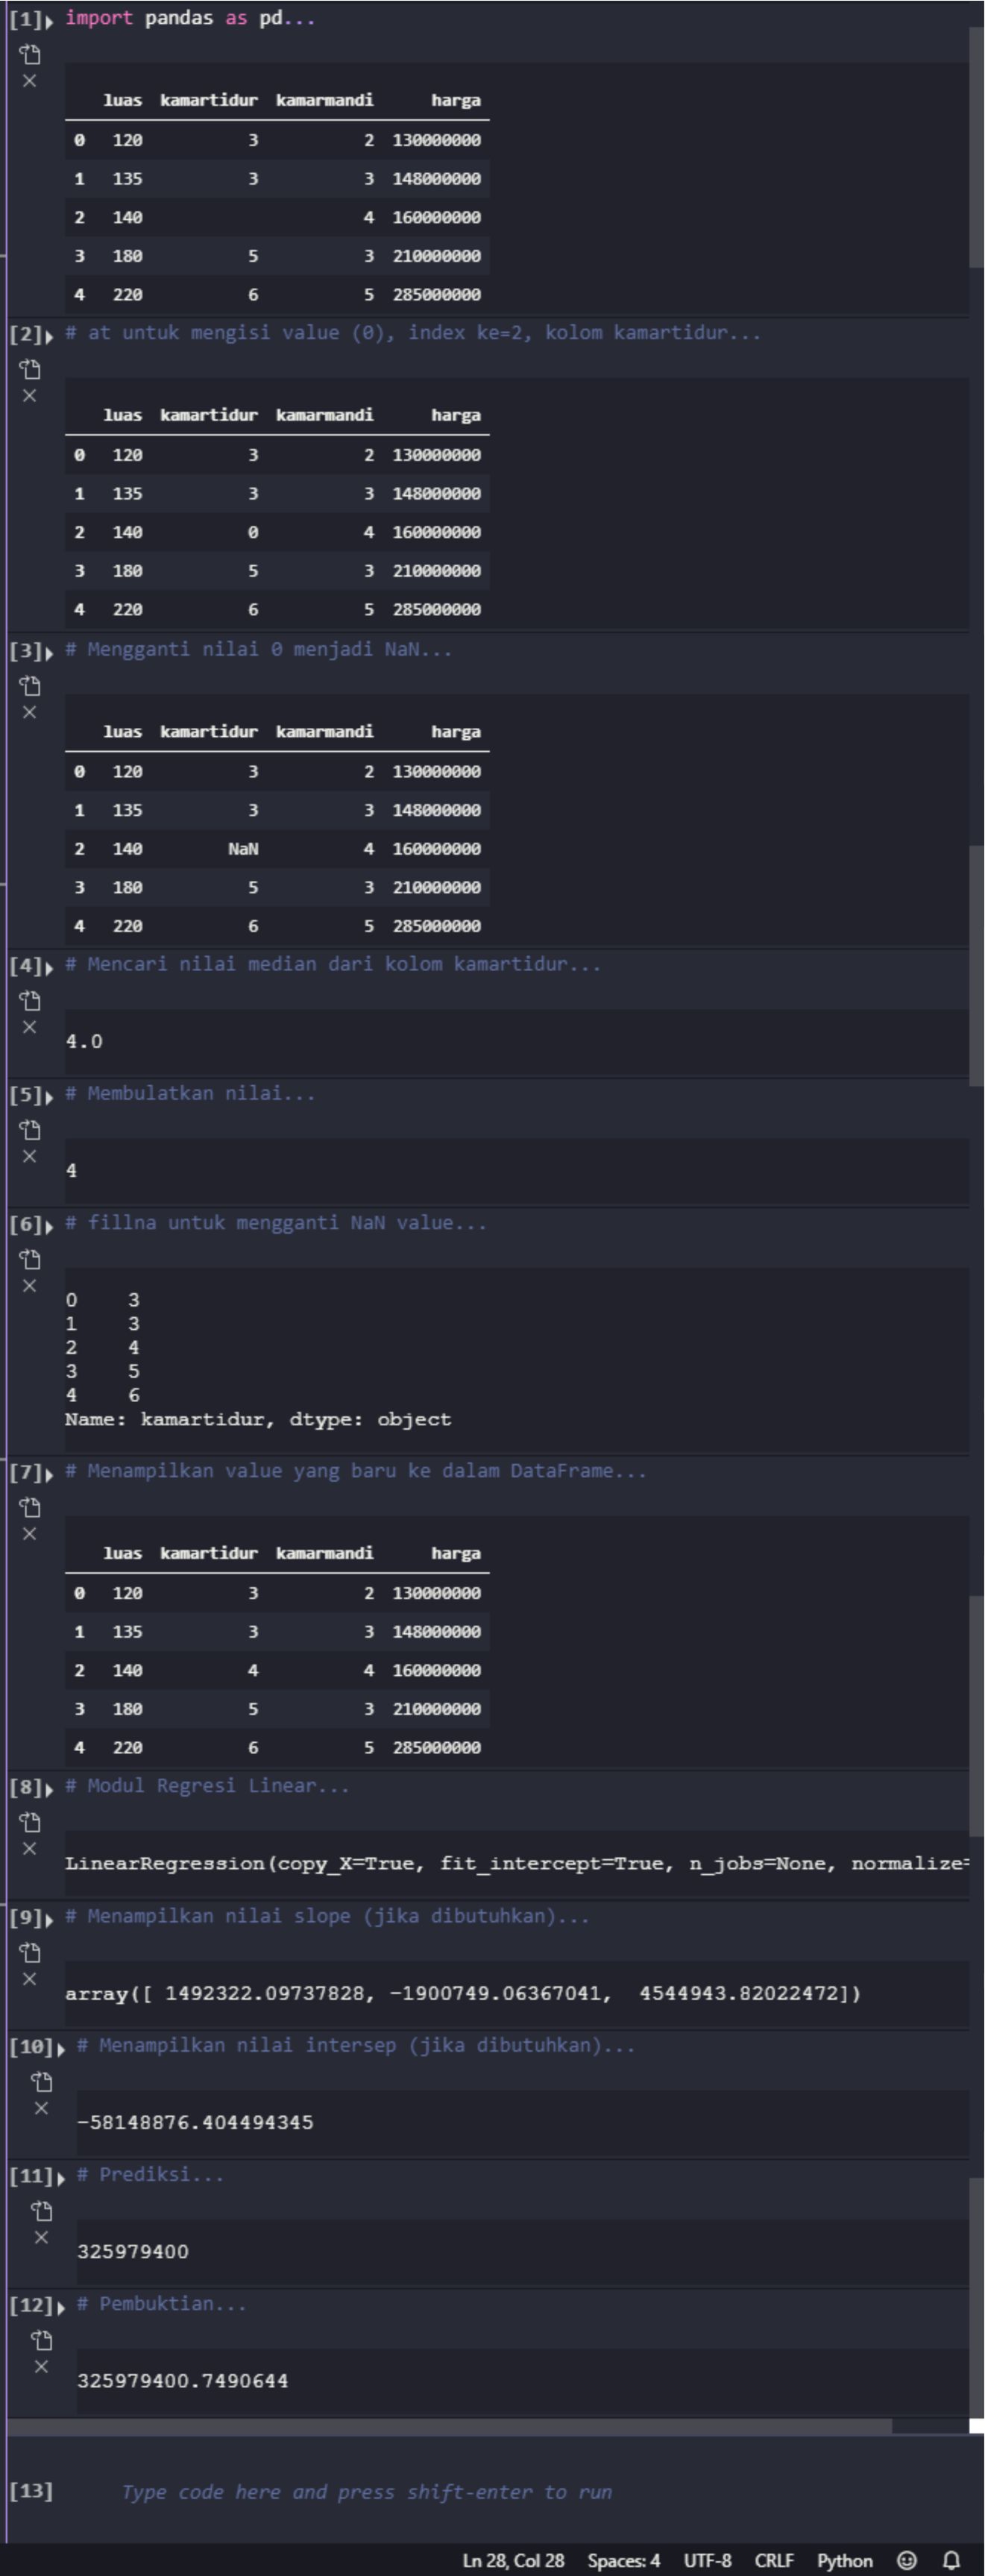 [1] import pandas as pd...
luas kamartidur kamarmandi harga
0 120 3 2 130000000
1 135 3 3 148000000
2 140 4 160000000
3 180 5 3 210000000
4 220 6 5 285000000
[2] # at untuk mengisi value (0), index ke=2, kolom kamartidur...
luas kamartidur kamarmandi harga
0 120 3 2 130000000
1 135 3 3 148000000
2 140 0 4 160000000
3 180 5 3 210000000
4 220 6 5 285000000
[3] # Mengganti nilai 0 menjadi NaN...
luas kamartidur kamarmandi harga
0 120 3 2 130000000
1 135 3 3 148000000
2 140 NaN 4 160000000
3 180 5 3 210000000
4 220 6 5 285000000
[4] # Mencari nilai median dari kolom kamartidur...
4.0
[5] # Membulatkan nilai...
4
[6] # fillna untuk mengganti NaN value...
0 3
1 3
2 4
3 5
4 6
Name: kamartidur, dtype: object
[7] # Menampilkan value yang baru ke dalam DataFrame...
luas kamartidur kamarmandi harga
0 120 3 2 130000000
1 135 3 3 148000000
2 140 4 4 160000000
3 180 5 3 210000000
4 220 6 5 285000000
[8] # Modul Regresi Linear...
LinearRegression(copy_X=True, fit_intercept=True, n_jobs=None, normalize=
[9] # Menampilkan nilai slope (jika dibutuhkan)...
array([ 1492322.09737828, -1900749.06367041, 4544943.82022472])
[10] # Menampilkan nilai intersep (jika dibutuhkan)...
-58148876.404494345
[11] # Prediksi...
325979400
[12] # Pembuktian...
325979400.7490644
[13] Type code here and press shift-enter to run
Ln 28, Col 28 Spaces: 4 UTF-8 CRLF Python